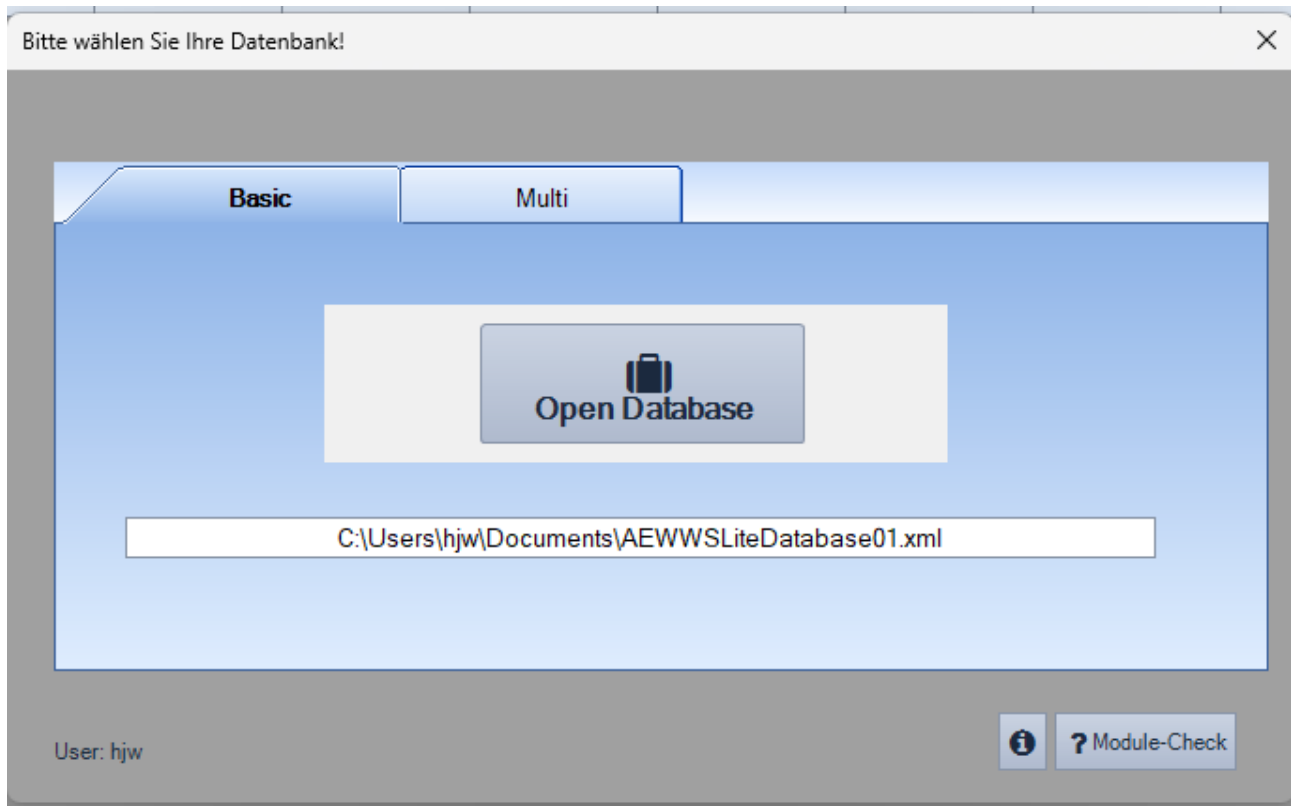 Bitte wählen Sie Ihre Datenbank!
Basic
Multi
Open Database
C:\Users\hjw\Documents\AEWWSLiteDatabase01.xml
User: hjw
? Module-Check